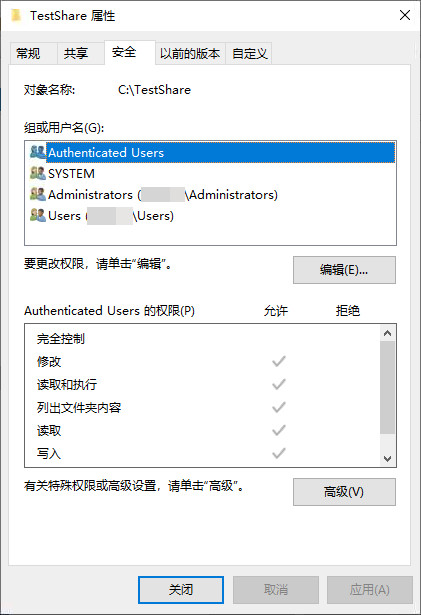 TestShare 属性
常规 共享 安全 以前的版本 自定义
对象名称: C:\TestShare
组或用户名(G):
Authenticated Users
SYSTEM
Administrators ( \Administrators)
Users ( \Users)
要更改权限，请单击“编辑”。 编辑(E)...
Authenticated Users 的权限(P) 允许 拒绝
完全控制
修改
读取和执行
列出文件夹内容
读取
写入
有关特殊权限或高级设置，请单击“高级”。 高级(V)
关闭 取消 应用(A)